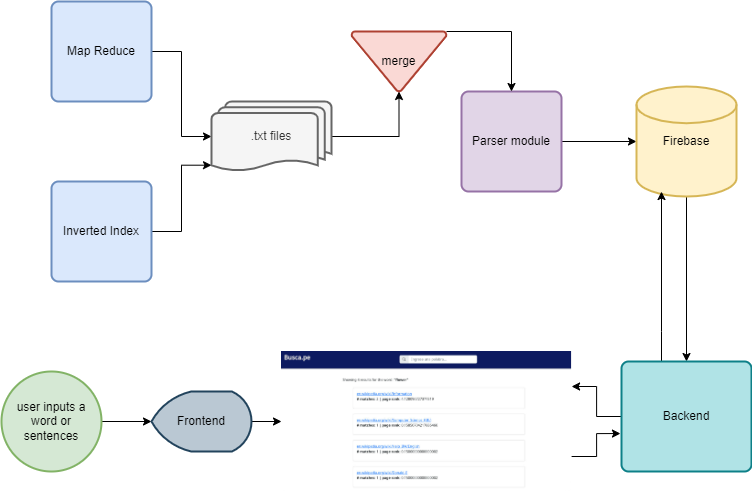 Map Reduce
merge
.txt files
Parser module
Firebase
Inverted Index
Busca.pe
user inputs a
word or
sentences
Frontend
Backend